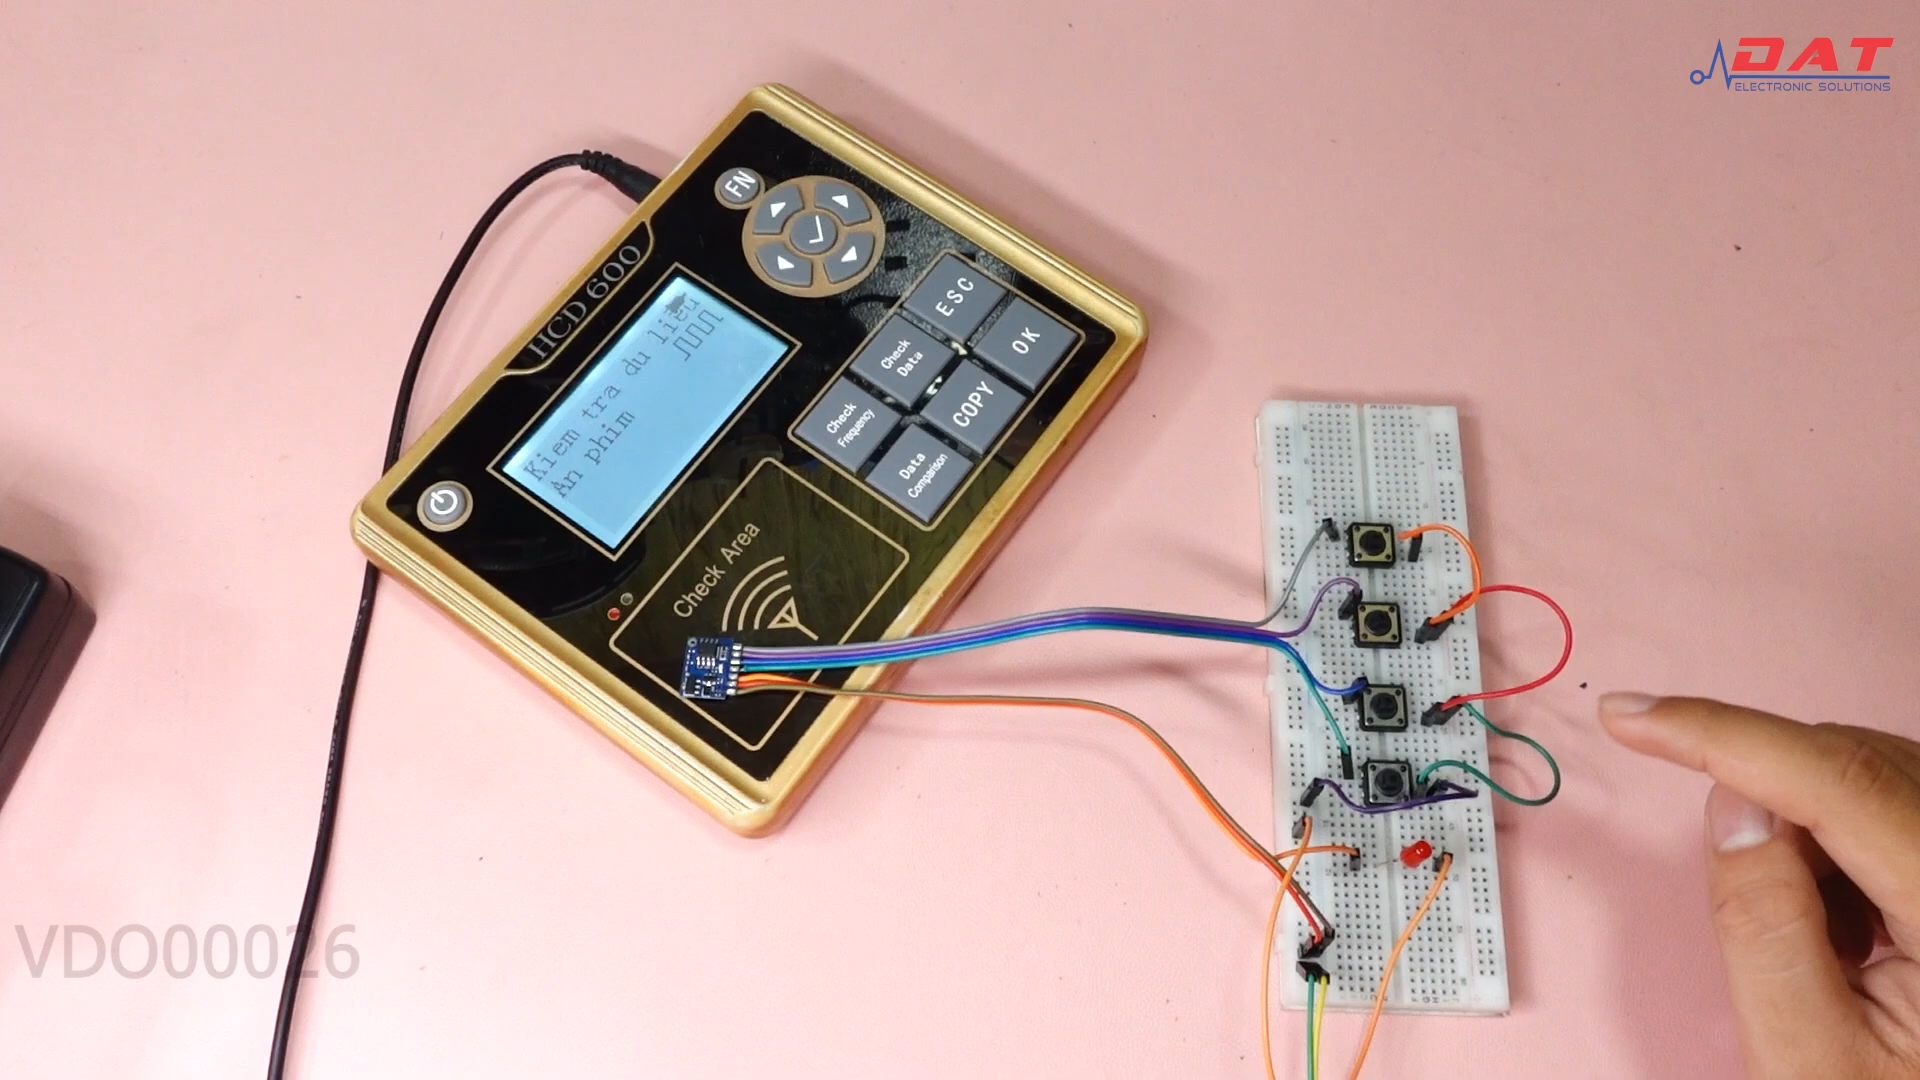 DAT
ELECTRONIC SOLUTIONS
HCD 600
FN
Kiem tra du lieu
An phim
ESC
OK
Check
Data
COPY
Check
Frequency
Data
Comparison
Check Area
VDO00026